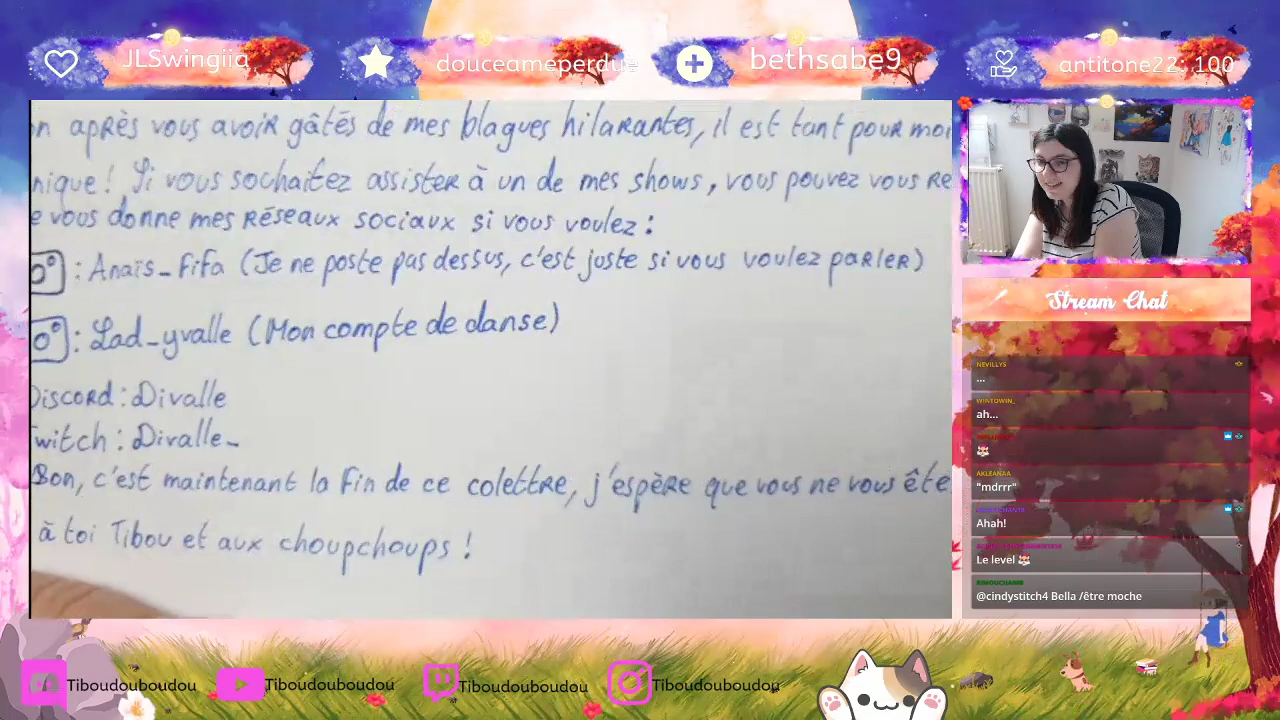 JLSwingiia
douceameperdue
bethsabe9
antitone22: 100
n après vous avoir gâtés de mes blagues hilarantes, il est tant pour moi
nique! Si vous sochaitez assister à un de mes shows, vous pouvez vous re
e vous donne mes réseaux sociaux si vous voulez:
: Anaïs_fifa (Je ne poste pas dessus, c'est juste si vous voulez parler)
: Lad_yvalle (Mon compte de danse)
Discord: Divalle
Twitch: Divalle_
Bon, c'est maintenant la fin de ce colettre, j'espère que vous ne vous ête
à toi Tibou et aux choupchoups!
Stream Chat
NEVILLYS
...
WINTOWIN_
ah...
AKLEANAA
"mdrrr"
Ahah!
Le level
@cindystitch4 Bella /être moche
Tiboudouboudou
Tiboudouboudou
Tiboudouboudou
Tiboudouboudou